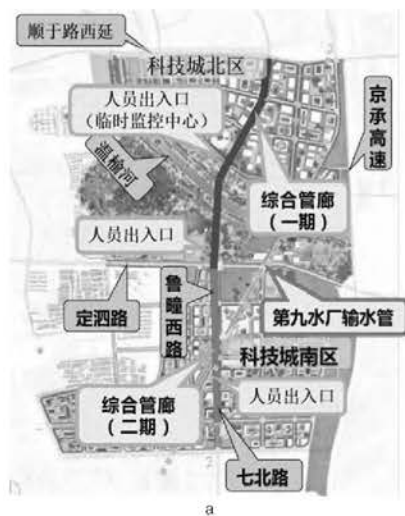 顺于路西延
科技城北区
人员出入口
（临时监控中心）
京承高速
温榆河
综合管廊
（一期）
人员出入口
鲁疃西路
定泗路
第九水厂输水管
科技城南区
综合管廊
（二期）
人员出入口
七北路
a